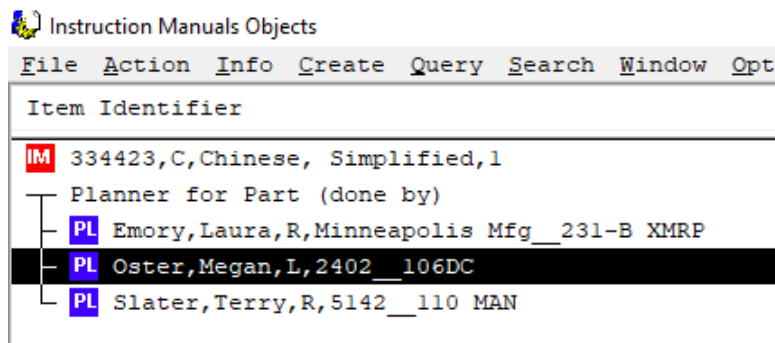 Instruction Manuals Objects
File Action Info Create Query Search Window Opt
Item Identifier
IM 334423,C,Chinese, Simplified,1
Planner for Part (done by)
PL Emory,Laura,R,Minneapolis Mfg__231-B XMRP
PL Oster,Megan,L,2402__106DC
PL Slater,Terry,R,5142__110 MAN